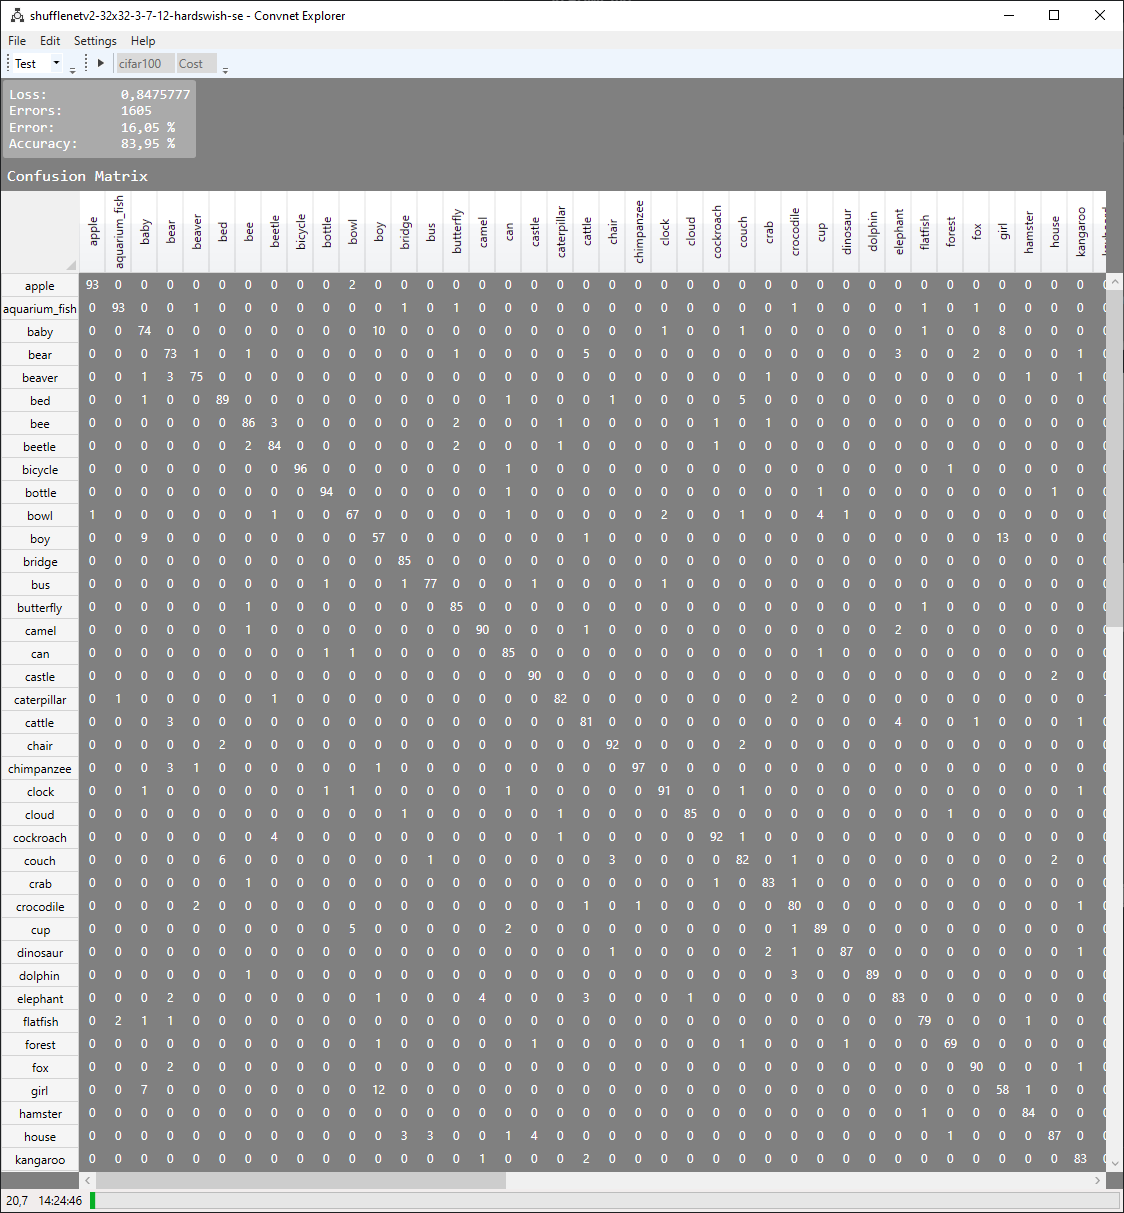 shufflenetv2-32x32-3-7-12-hardswish-se - Convnet Explorer
File Edit Settings Help
Test cifar100 Cost
Loss: 0,8475777
Errors: 1605
Error: 16,05 %
Accuracy: 83,95 %
Confusion Matrix
apple aquarium_fish baby bear beaver bed bee beetle bicycle bottle bowl boy bridge bus butterfly camel can castle caterpillar cattle chair chimpanzee clock cloud cockroach couch crab crocodile cup dinosaur dolphin elephant flatfish forest fox girl hamster house kangaroo
apple 93 0 0 0 0 0 0 0 0 0 2 0 0 0 0 0 0 0 0 0 0 0 0 0 0 0 0 0 0 0 0 0 0 0 0 0 0 0 0
aquarium_fish 0 93 0 0 1 0 0 0 0 0 0 0 1 0 1 0 0 0 0 0 0 0 0 0 0 0 0 1 0 0 0 0 1 0 1 0 0 0 0
baby 0 0 74 0 0 0 0 0 0 0 0 10 0 0 0 0 0 0 0 0 0 0 1 0 0 1 0 0 0 0 0 0 1 0 0 8 0 0 0
bear 0 0 0 73 1 0 1 0 0 0 0 0 0 0 1 0 0 0 0 5 0 0 0 0 0 0 0 0 0 0 0 3 0 0 2 0 0 0 1
beaver 0 0 1 3 75 0 0 0 0 0 0 0 0 0 0 0 0 0 0 0 0 0 0 0 0 0 1 0 0 0 0 0 0 0 0 0 1 0 1
bed 0 0 1 0 0 89 0 0 0 0 0 0 0 0 0 0 1 0 0 0 1 0 0 0 0 5 0 0 0 0 0 0 0 0 0 0 0 0 0
bee 0 0 0 0 0 0 86 3 0 0 0 0 0 0 2 0 0 0 1 0 0 0 0 0 1 0 1 0 0 0 0 0 0 0 0 0 0 0 0
beetle 0 0 0 0 0 0 2 84 0 0 0 0 0 0 2 0 0 0 1 0 0 0 0 0 1 0 0 0 0 0 0 0 0 0 0 0 0 0 0
bicycle 0 0 0 0 0 0 0 0 96 0 0 0 0 0 0 0 1 0 0 0 0 0 0 0 0 0 0 0 0 0 0 0 0 1 0 0 0 0 0
bottle 0 0 0 0 0 0 0 0 0 94 0 0 0 0 0 0 1 0 0 0 0 0 0 0 0 0 0 0 1 0 0 0 0 0 0 0 0 1 0
bowl 1 0 0 0 0 0 0 1 0 0 67 0 0 0 0 0 1 0 0 0 0 0 2 0 0 1 0 0 4 1 0 0 0 0 0 0 0 0 0
boy 0 0 9 0 0 0 0 0 0 0 0 57 0 0 0 0 0 0 0 1 0 0 0 0 0 0 0 0 0 0 0 0 0 0 0 13 0 0 0
bridge 0 0 0 0 0 0 0 0 0 0 0 0 85 0 0 0 0 0 0 0 0 0 0 0 0 0 0 0 0 0 0 0 0 0 0 0 0 0 0
bus 0 0 0 0 0 0 0 0 0 1 0 0 1 77 0 0 0 1 0 0 0 0 1 0 0 0 0 0 0 0 0 0 0 0 0 0 0 0 0
butterfly 0 0 0 0 0 0 1 0 0 0 0 0 0 0 85 0 0 0 0 0 0 0 0 0 0 0 0 0 0 0 0 0 1 0 0 0 0 0 0
camel 0 0 0 0 0 0 1 0 0 0 0 0 0 0 0 90 0 0 0 1 0 0 0 0 0 0 0 0 0 0 0 2 0 0 0 0 0 0 0
can 0 0 0 0 0 0 0 0 0 1 1 0 0 0 0 0 85 0 0 0 0 0 0 0 0 0 0 0 1 0 0 0 0 0 0 0 0 0 0
castle 0 0 0 0 0 0 0 0 0 0 0 0 0 0 0 0 0 90 0 0 0 0 0 0 0 0 0 0 0 0 0 0 0 0 0 0 0 2 0
caterpillar 0 1 0 0 0 0 0 1 0 0 0 0 0 0 0 0 0 0 82 0 0 0 0 0 0 0 0 2 0 0 0 0 0 0 0 0 0 0 0
cattle 0 0 0 3 0 0 0 0 0 0 0 0 0 0 0 0 0 0 0 81 0 0 0 0 0 0 0 0 0 0 0 4 0 0 1 0 0 0 1
chair 0 0 0 0 0 2 0 0 0 0 0 0 0 0 0 0 0 0 0 0 92 0 0 0 0 2 0 0 0 0 0 0 0 0 0 0 0 0 0
chimpanzee 0 0 0 3 1 0 0 0 0 0 0 1 0 0 0 0 0 0 0 0 0 97 0 0 0 0 0 0 0 0 0 0 0 0 0 0 0 0 0
clock 0 0 1 0 0 0 0 0 0 1 1 0 0 0 0 0 1 0 0 0 0 0 91 0 0 1 0 0 0 0 0 0 0 0 0 0 0 0 1
cloud 0 0 0 0 0 0 0 0 0 0 0 0 1 0 0 0 0 0 1 0 0 0 0 85 0 0 0 0 0 0 0 0 0 1 0 0 0 0 0
cockroach 0 0 0 0 0 0 0 4 0 0 0 0 0 0 0 0 0 0 1 0 0 0 0 0 92 1 0 0 0 0 0 0 0 0 0 0 0 0 0
couch 0 0 0 0 0 6 0 0 0 0 0 0 0 1 0 0 0 0 0 0 3 0 0 0 0 82 0 1 0 0 0 0 0 0 0 0 0 2 0
crab 0 0 0 0 0 0 1 0 0 0 0 0 0 0 0 0 0 0 0 0 0 0 0 0 1 0 83 1 0 0 0 0 0 0 0 0 0 0 0
crocodile 0 0 0 0 2 0 0 0 0 0 0 0 0 0 0 0 0 0 0 1 0 1 0 0 0 0 0 80 0 0 0 0 0 0 0 0 0 0 1
cup 0 0 0 0 0 0 0 0 0 0 5 0 0 0 0 0 2 0 0 0 0 0 0 0 0 0 0 1 89 0 0 0 0 0 0 0 0 0 0
dinosaur 0 0 0 0 0 0 0 0 0 0 0 0 0 0 0 0 0 0 0 0 1 0 0 0 0 0 2 1 0 87 0 0 0 0 0 0 0 0 1
dolphin 0 0 0 0 0 0 1 0 0 0 0 0 0 0 0 0 0 0 0 0 0 0 0 0 0 0 0 3 0 0 89 0 0 0 0 0 0 0 0
elephant 0 0 0 2 0 0 0 0 0 0 0 1 0 0 0 4 0 0 0 3 0 0 0 1 0 0 0 0 0 0 0 83 0 0 0 0 0 0 0
flatfish 0 2 1 1 0 0 0 0 0 0 0 0 0 0 0 0 0 0 0 0 0 0 0 0 0 0 0 0 0 0 0 0 79 0 0 0 1 0 0
forest 0 0 0 0 0 0 0 0 0 0 0 1 0 0 0 0 0 1 0 0 0 0 0 0 0 1 0 0 0 1 0 0 0 69 0 0 0 0 0
fox 0 0 0 2 0 0 0 0 0 0 0 0 0 0 0 0 0 0 0 0 0 0 0 0 0 0 0 0 0 0 0 0 0 0 90 0 0 0 1
girl 0 0 7 0 0 0 0 0 0 0 0 12 0 0 0 0 0 0 0 0 0 0 0 0 0 0 0 0 0 0 0 0 0 0 0 58 1 0 0
hamster 0 0 0 0 0 0 0 0 0 0 0 0 0 0 0 0 0 0 0 0 0 0 0 0 0 0 0 0 0 0 0 0 1 0 0 0 84 0 0
house 0 0 0 0 0 0 0 0 0 0 0 0 3 3 0 0 1 4 0 0 0 0 0 0 0 0 0 0 0 0 0 0 0 1 0 0 0 87 0
kangaroo 0 0 0 0 0 0 0 0 0 0 0 0 0 0 0 1 0 0 0 2 0 0 0 0 0 0 0 0 0 0 0 0 0 0 0 0 0 0 83
20,7 14:24:46